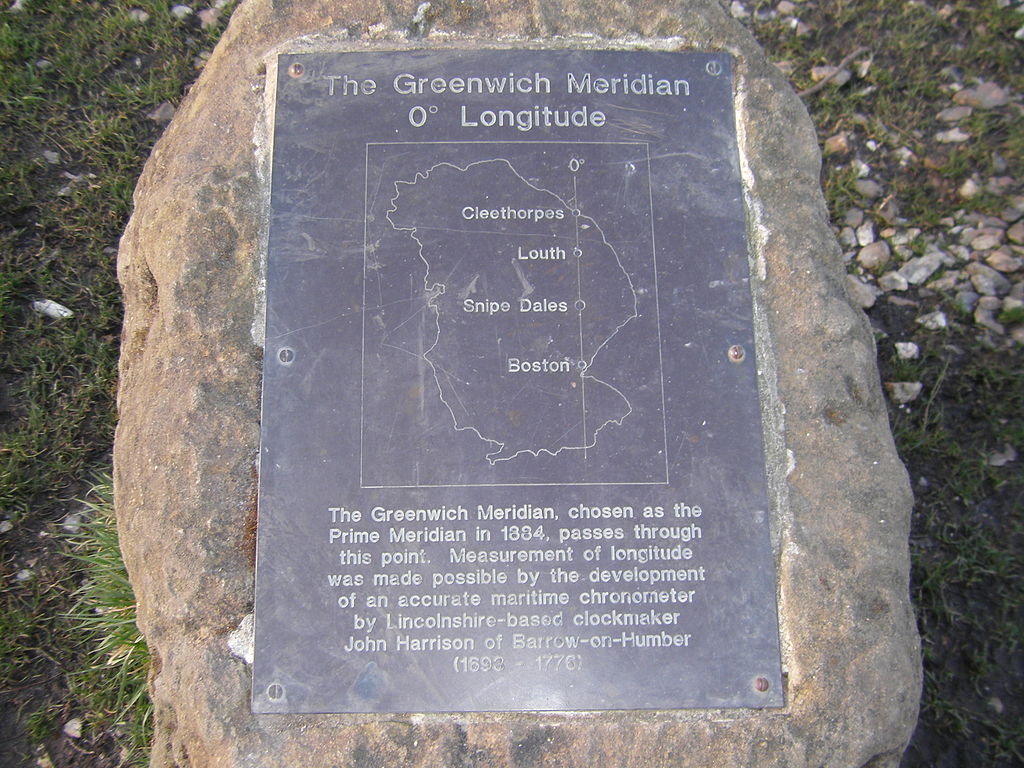 The Greenwich Meridian
0° Longitude
0°
Cleethorpes
Louth
Snipe Dales
Boston
The Greenwich Meridian, chosen as the
Prime Meridian in 1884, passes through
this point. Measurement of longitude
was made possible by the development
of an accurate maritime chronometer
by Lincolnshire-based clockmaker
John Harrison of Barrow-on-Humber
(1693 - 1776)